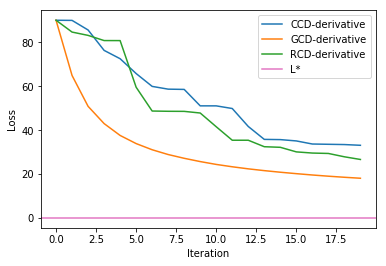 CCD-derivative
GCD-derivative
RCD-derivative
L*
80
60
40
20
0
Loss
0.0 2.5 5.0 7.5 10.0 12.5 15.0 17.5
Iteration